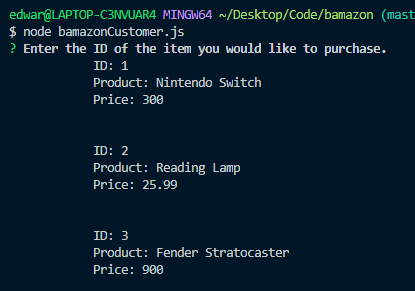 edwar@LAPTOP-C3NVUAR4 MINGW64 ~/Desktop/Code/bamazon (mast
$ node bamazonCustomer.js
? Enter the ID of the item you would like to purchase.
ID: 1
Product: Nintendo Switch
Price: 300
ID: 2
Product: Reading Lamp
Price: 25.99
ID: 3
Product: Fender Stratocaster
Price: 900